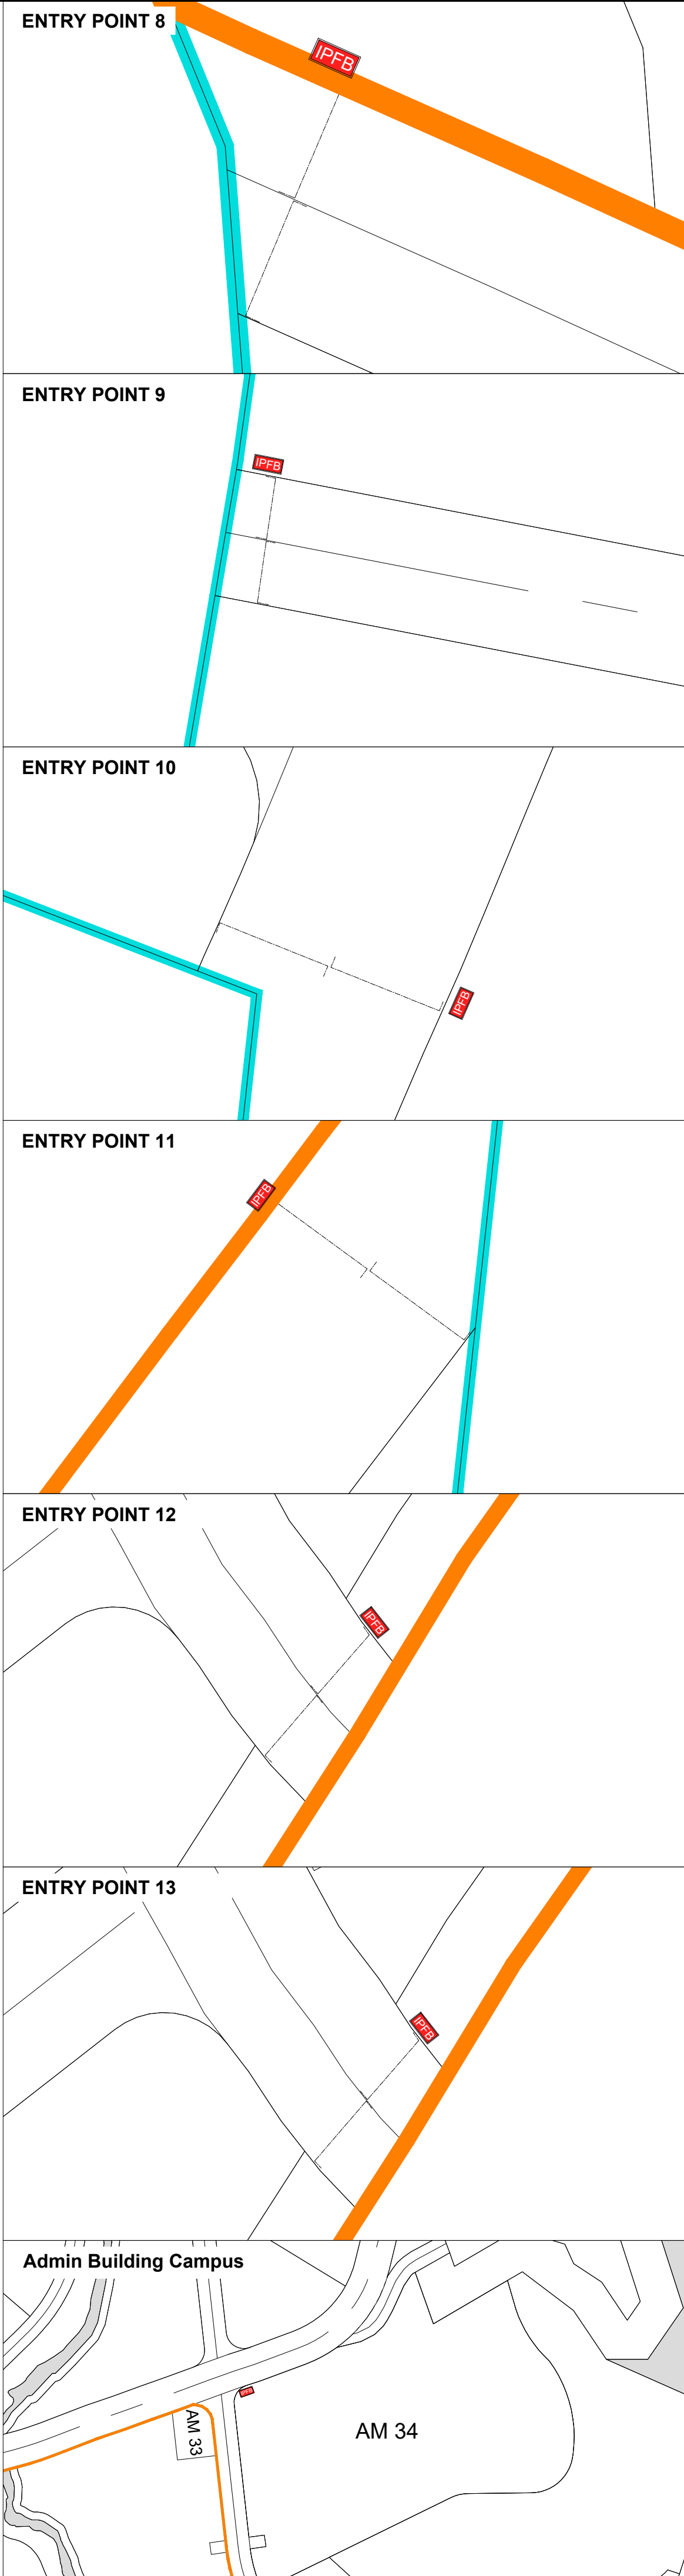 ENTRY POINT 8
IPFB
ENTRY POINT 9
IPFB
ENTRY POINT 10
IPFB
ENTRY POINT 11
IPFB
ENTRY POINT 12
IPFB
ENTRY POINT 13
IPFB
Admin Building Campus
IPFB
AM 33
AM 34